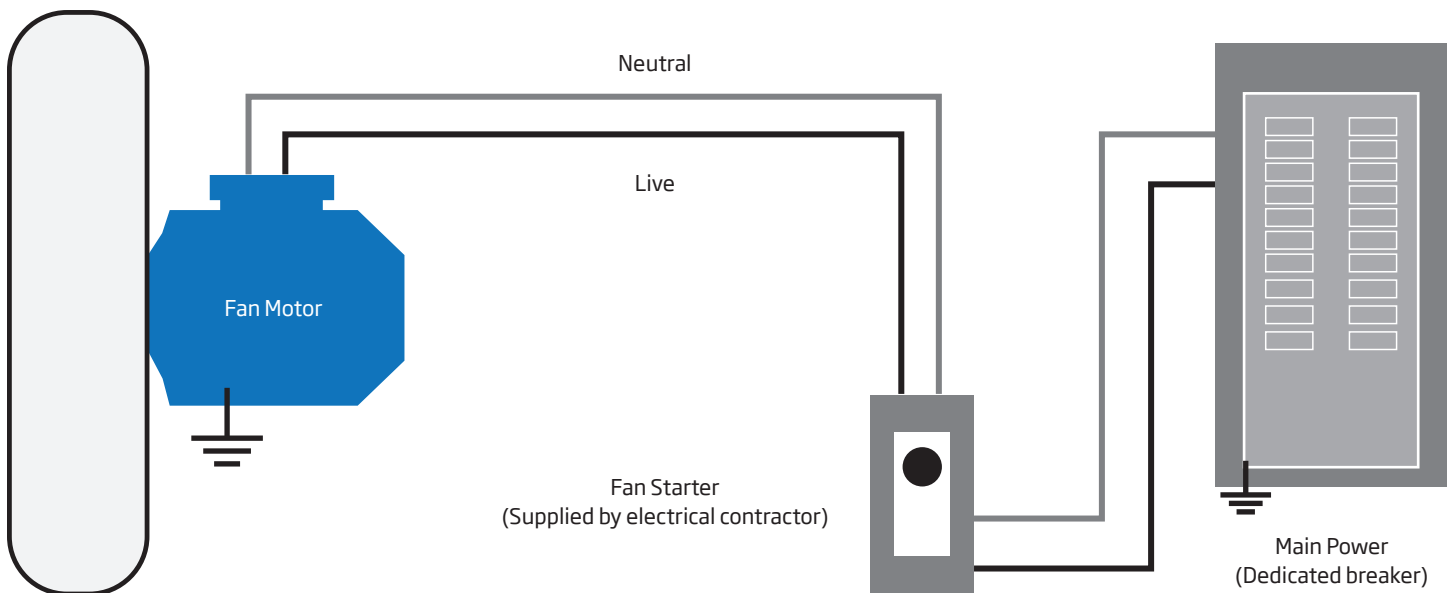 Neutral
Live
Fan Motor
Fan Starter
(Supplied by electrical contractor)
Main Power
(Dedicated breaker)